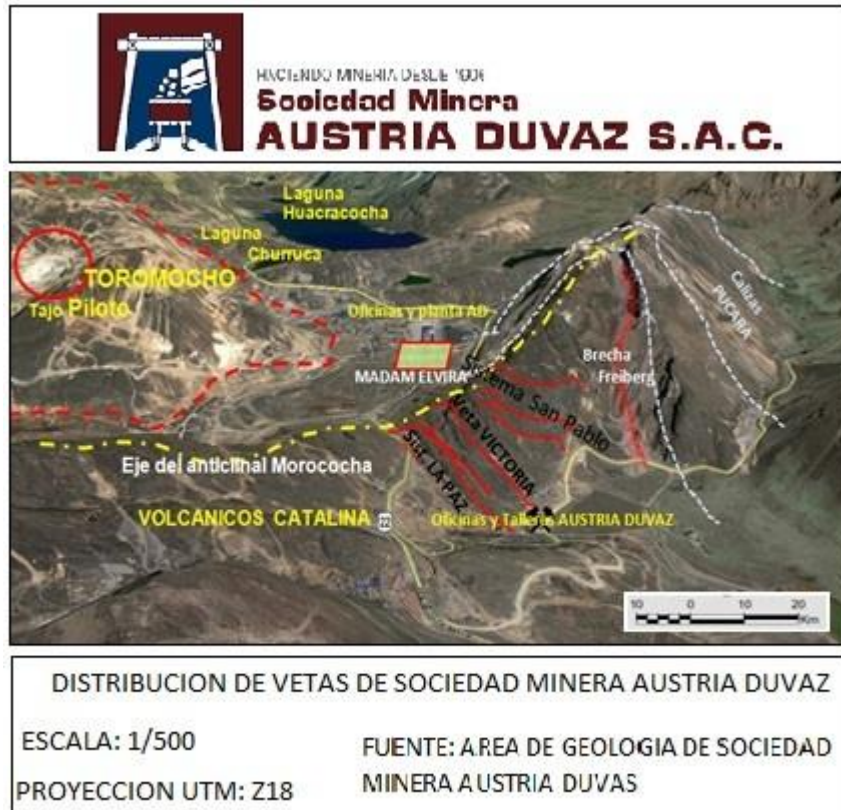 HACIENDO MINERIA DESDE 1906
Sociedad Minera
AUSTRIA DUVAZ S.A.C.
Laguna
Huacracocha
Laguna
Churruca
TOROMOCHO
Tajo Piloto
Oficinas y planta AD
MADAM ELVIRA
Calizas
PUCARA
Brecha
Freiberg
Sistema San Pablo
Veta VICTORIA
Sist. LA PAZ
Eje del anticlinal Morococha
VOLCANICOS CATALINA
22
Oficinas y Talleres AUSTRIA DUVAZ
10 0 10 20
Km
DISTRIBUCION DE VETAS DE SOCIEDAD MINERA AUSTRIA DUVAZ
ESCALA: 1/500
FUENTE: AREA DE GEOLOGIA DE SOCIEDAD
MINERA AUSTRIA DUVAS
PROYECCION UTM: Z18